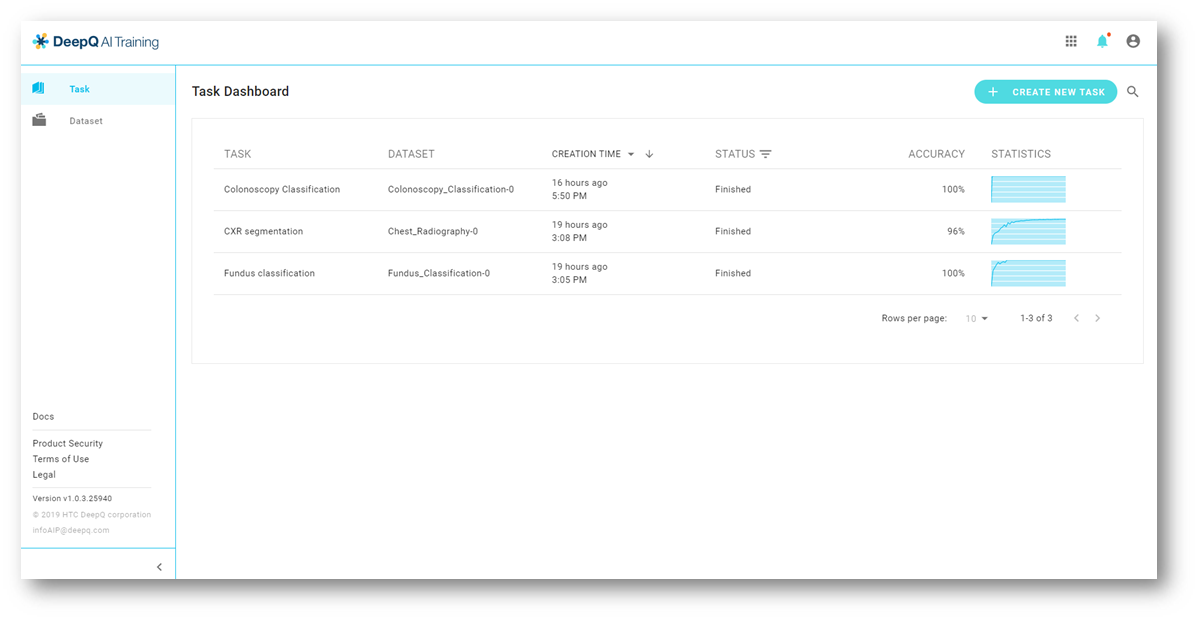 DeepQ AI Training
Task
Dataset
Task Dashboard
+ CREATE NEW TASK
TASK DATASET CREATION TIME STATUS ACCURACY STATISTICS
Colonoscopy Classification Colonoscopy_Classification-0 16 hours ago Finished 100%
5:50 PM
CXR segmentation Chest_Radiography-0 19 hours ago Finished 96%
3:08 PM
Fundus classification Fundus_Classification-0 19 hours ago Finished 100%
3:05 PM
Rows per page: 10 1-3 of 3
Docs
Product Security
Terms of Use
Legal
Version v1.0.3.25940
© 2019 HTC DeepQ corporation
infoAIP@deepq.com